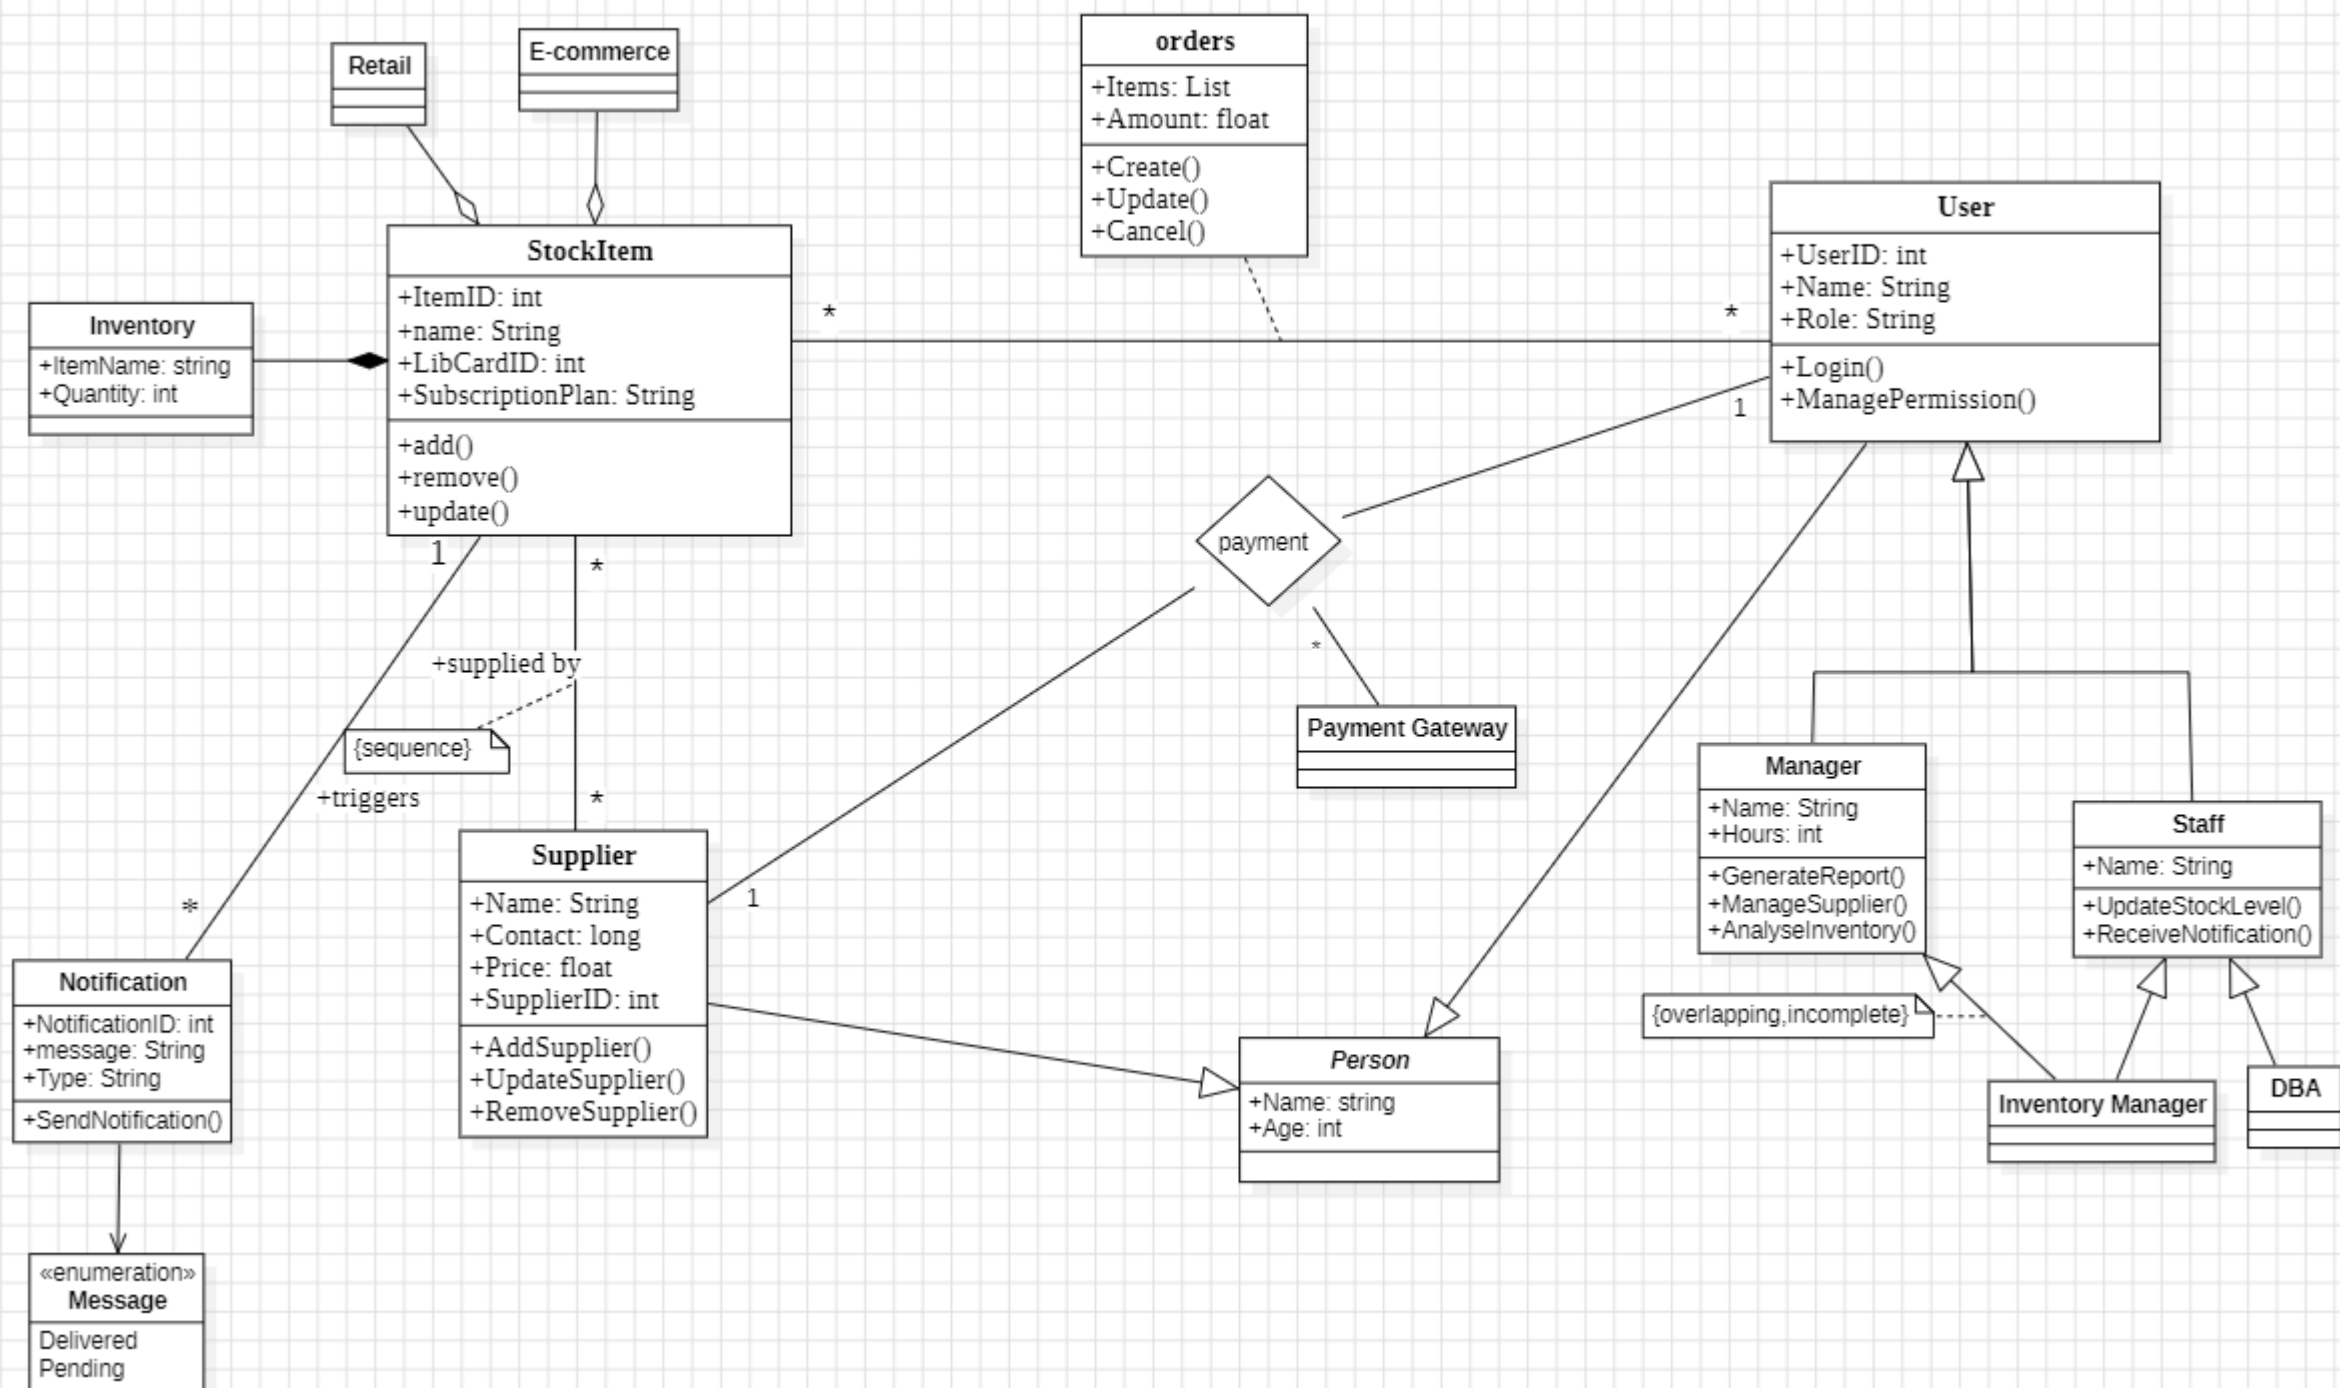 Retail
E-commerce
orders
+Items: List
+Amount: float
+Create()
+Update()
+Cancel()
User
+UserID: int
+Name: String
+Role: String
+Login()
+ManagePermission()
StockItem
+ItemID: int
+name: String
+LibCardID: int
+SubscriptionPlan: String
+add()
+remove()
+update()
Inventory
+ItemName: string
+Quantity: int
*
*
1
1
*
payment
*
+supplied by
{sequence}
+triggers
*
*
Payment Gateway
Manager
+Name: String
+Hours: int
+GenerateReport()
+ManageSupplier()
+AnalyseInventory()
Staff
+Name: String
+UpdateStockLevel()
+ReceiveNotification()
Supplier
+Name: String
+Contact: long
+Price: float
+SupplierID: int
+AddSupplier()
+UpdateSupplier()
+RemoveSupplier()
1
Notification
+NotificationID: int
+message: String
+Type: String
+SendNotification()
{overlapping,incomplete}
Person
+Name: string
+Age: int
Inventory Manager
DBA
«enumeration»
Message
Delivered
Pending